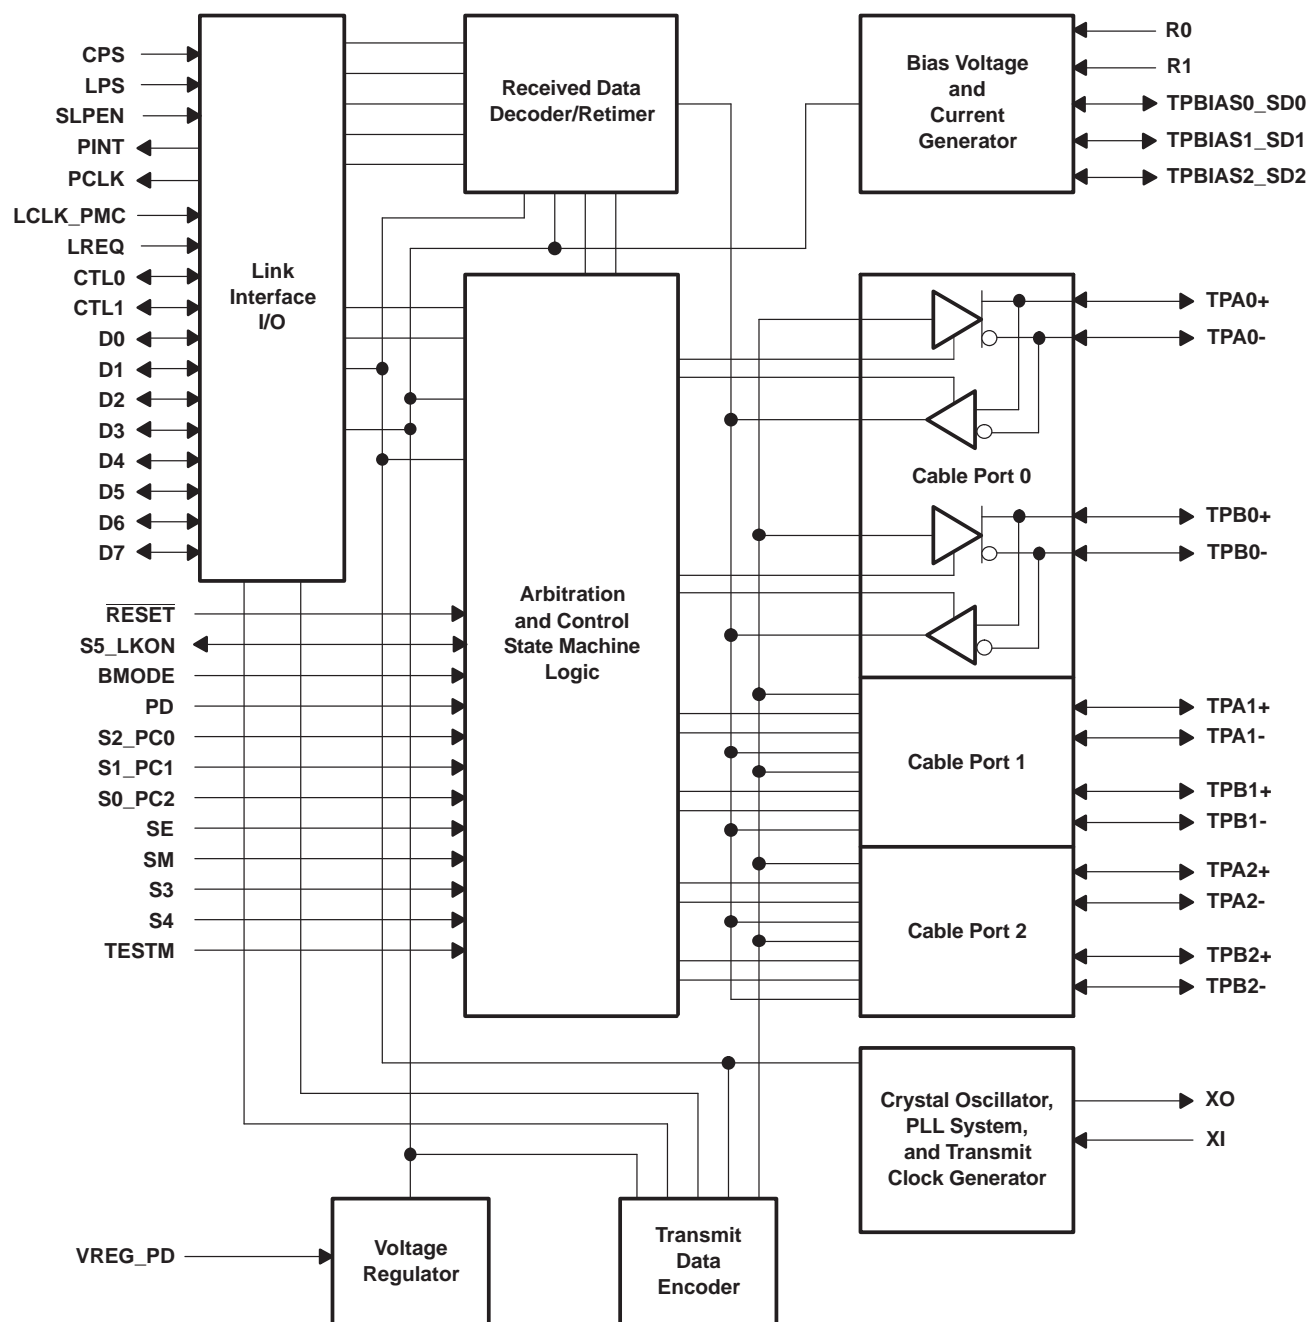 CPS
LPS
SLPEN
PINT
PCLK
LCLK_PMC
LREQ
CTL0
CTL1
D0
D1
D2
D3
D4
D5
D6
D7
RESET
S5_LKON
BMODE
PD
S2_PC0
S1_PC1
S0_PC2
SE
SM
S3
S4
TESTM
VREG_PD
Link
Interface
I/O
Received Data
Decoder/Retimer
Arbitration
and Control
State Machine
Logic
Voltage
Regulator
Transmit
Data
Encoder
Bias Voltage
and
Current
Generator
Cable Port 0
Cable Port 1
Cable Port 2
Crystal Oscillator,
PLL System,
and Transmit
Clock Generator
R0
R1
TPBIAS0_SD0
TPBIAS1_SD1
TPBIAS2_SD2
TPA0+
TPA0-
TPB0+
TPB0-
TPA1+
TPA1-
TPB1+
TPB1-
TPA2+
TPA2-
TPB2+
TPB2-
XO
XI